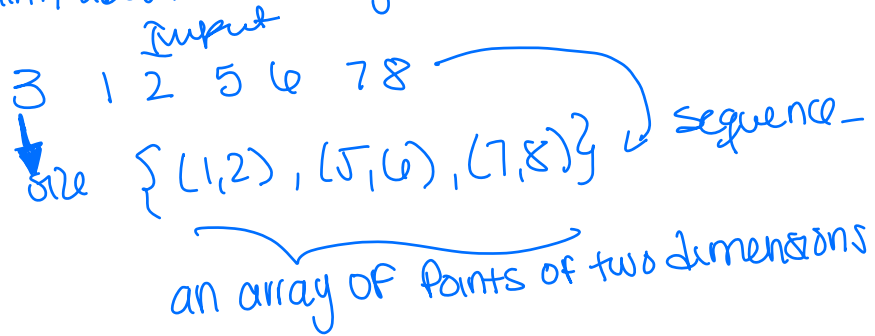 Input
3 1 2 5 6 7 8
size {(1,2), (5,6), (7,8)} sequence_
an array of Points of two dimensions